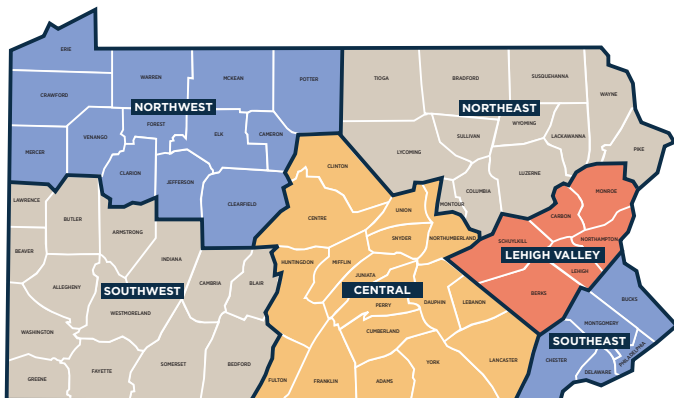 ERIE
WARREN
MCKEAN
POTTER
CRAWFORD
NORTHWEST
FOREST
VENANGO
ELK
CAMERON
MERCER
CLARION
JEFFERSON
CLEARFIELD
TIOGA
BRADFORD
SUSQUEHANNA
WAYNE
NORTHEAST
WYOMING
SULLIVAN
LACKAWANNA
LYCOMING
PIKE
LUZERNE
COLUMBIA
MONTOUR
CLINTON
CENTRE
UNION
SNYDER
NORTHUMBERLAND
HUNTINGDON
MIFFLIN
JUNIATA
CENTRAL
PERRY
DAUPHIN
LEBANON
CUMBERLAND
YORK
LANCASTER
FULTON
FRANKLIN
ADAMS
MONROE
CARBON
SCHUYLKILL
NORTHAMPTON
LEHIGH VALLEY
LEHIGH
BERKS
LAWRENCE
BUTLER
ARMSTRONG
BEAVER
INDIANA
ALLEGHENY
CAMBRIA
BLAIR
SOUTHWEST
WESTMORELAND
WASHINGTON
SOMERSET
BEDFORD
FAYETTE
GREENE
BUCKS
MONTGOMERY
SOUTHEAST
PHILADELPHIA
CHESTER
DELAWARE